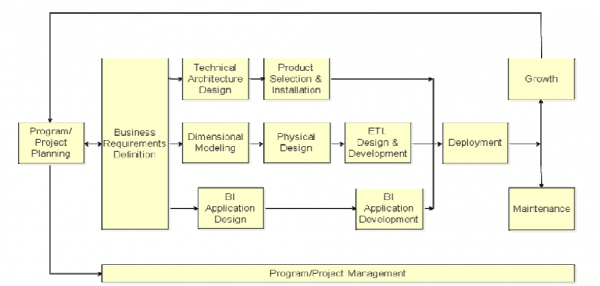 Technical
Architecture
Design
Product
Selection &
Installation
Growth
Program/
Project
Planning
Business
Requirements
Definition
Dimensional
Modeling
Physical
Design
ETL
Design &
Development
Deployment
BI
Application
Design
BI
Application
Development
Maintenance
Program/Project Management